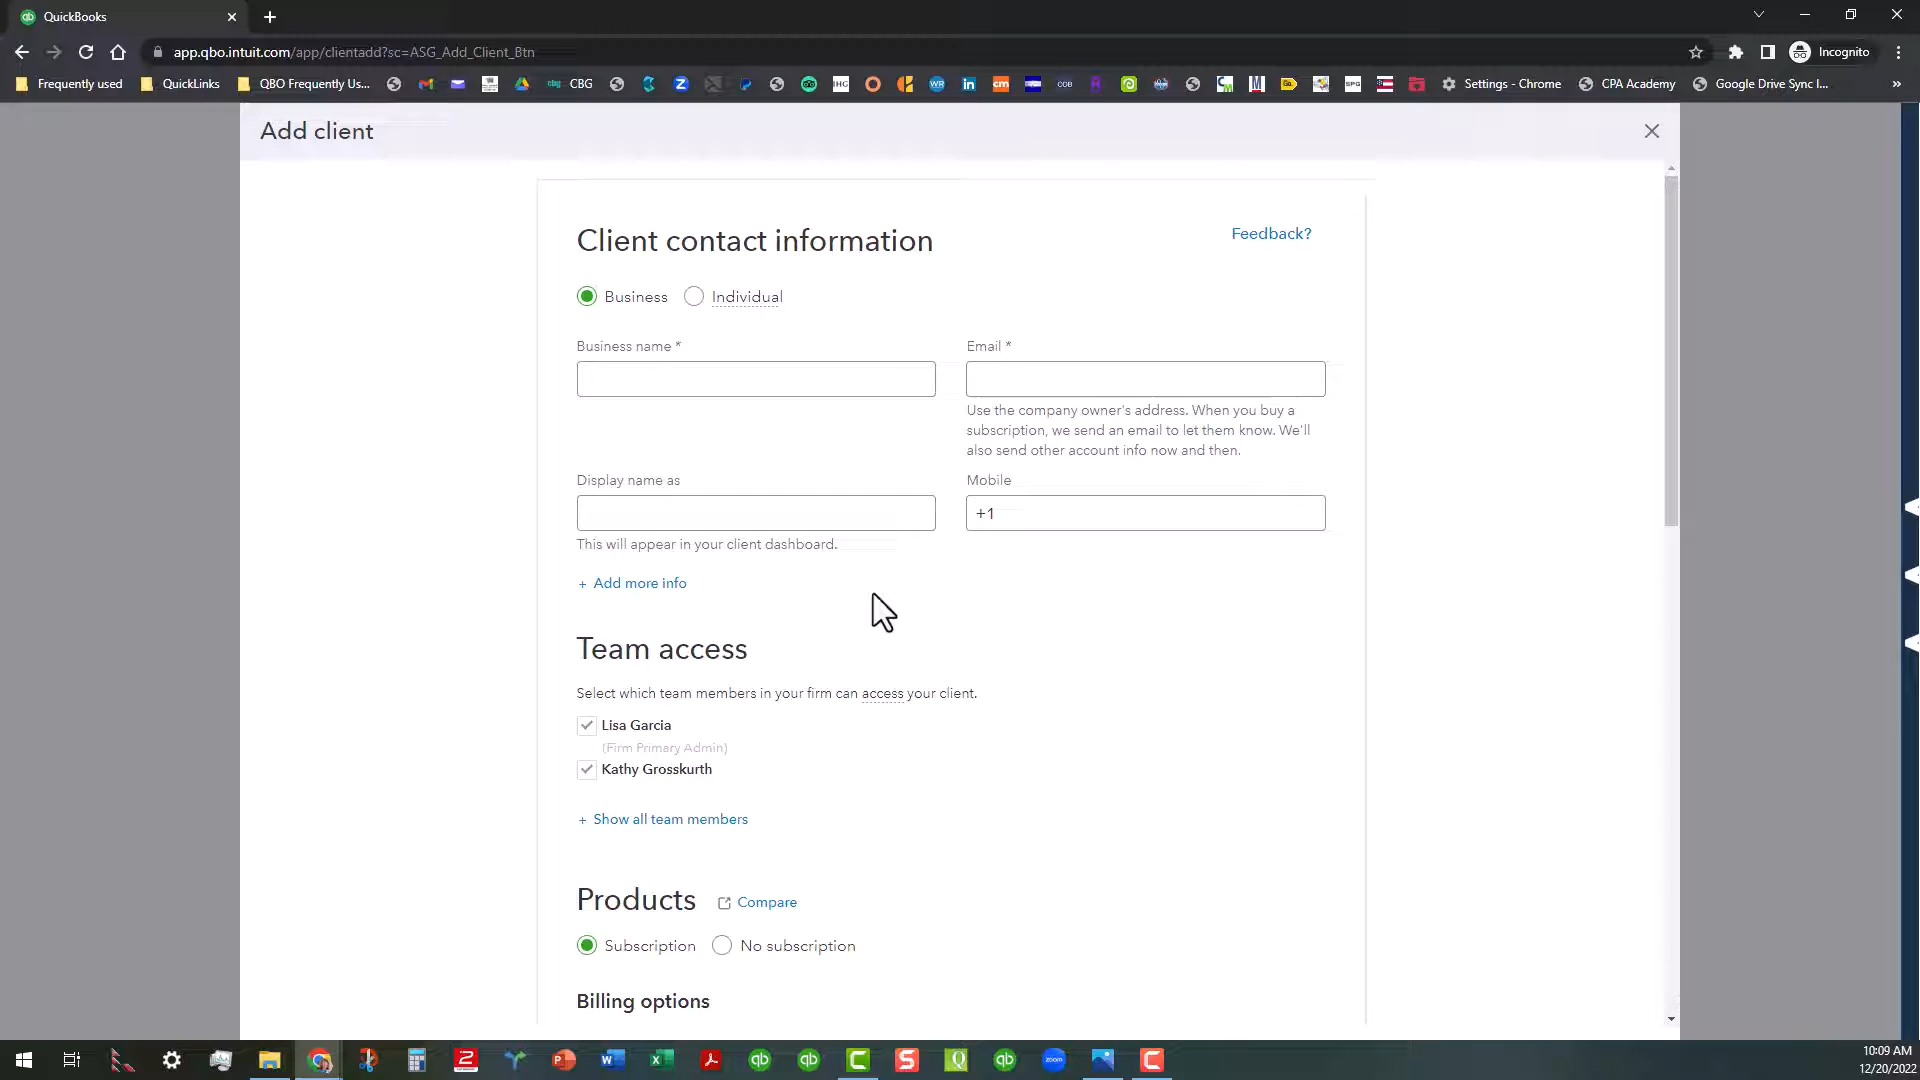 QuickBooks
app.qbo.intuit.com/app/clientadd?sc=ASG_Add_Client_Btn
Incognito
Frequently used
QuickLinks
QBO Frequently Us...
CBG
Settings - Chrome
CPA Academy
Google Drive Sync I...
»
Add client
Client contact information
Feedback?
Business
Individual
Business name *
Email *
Use the company owner's address. When you buy a
subscription, we send an email to let them know. We'll
also send other account info now and then.
Display name as
Mobile
+1
This will appear in your client dashboard.
+ Add more info
Team access
Select which team members in your firm can access your client.
Lisa Garcia
(Firm Primary Admin)
Kathy Grosskurth
+ Show all team members
Products
Compare
Subscription
No subscription
Billing options
10:09 AM
12/20/2022